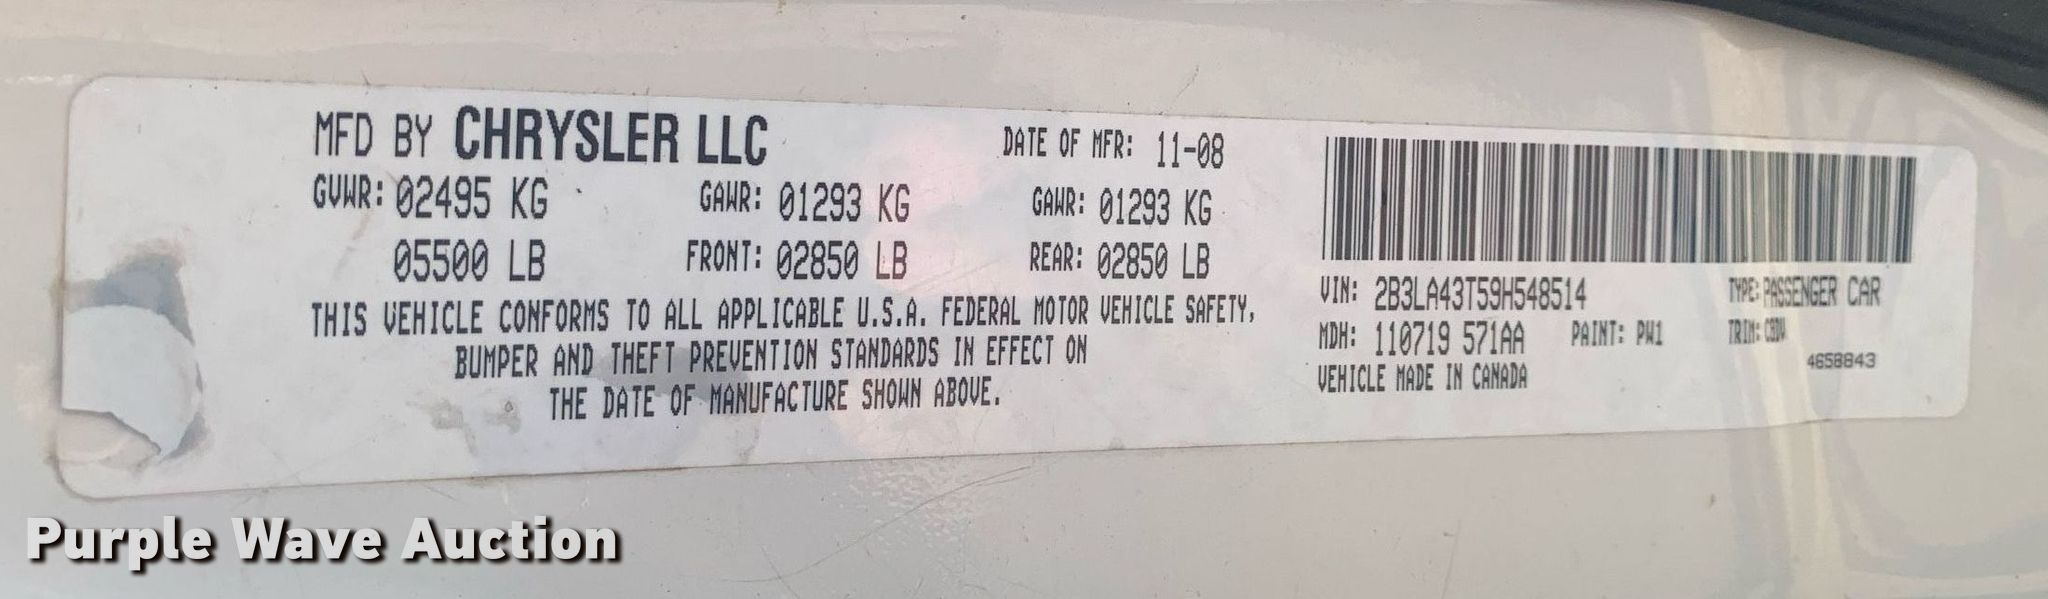 MFD BY CHRYSLER LLC DATE OF MFR: 11-08
GVWR: 02495 KG GAWR: 01293 KG GAWR: 01293 KG
05500 LB FRONT: 02850 LB REAR: 02850 LB
THIS VEHICLE CONFORMS TO ALL APPLICABLE U.S.A. FEDERAL MOTOR VEHICLE SAFETY,
BUMPER AND THEFT PREVENTION STANDARDS IN EFFECT ON
THE DATE OF MANUFACTURE SHOWN ABOVE.
VIN: 2B3LA43T59H548514 TYPE: PASSENGER CAR
MDH: 110719 571AA PAINT: PW1 TRIM: CBDV
VEHICLE MADE IN CANADA 4658843
Purple Wave Auction